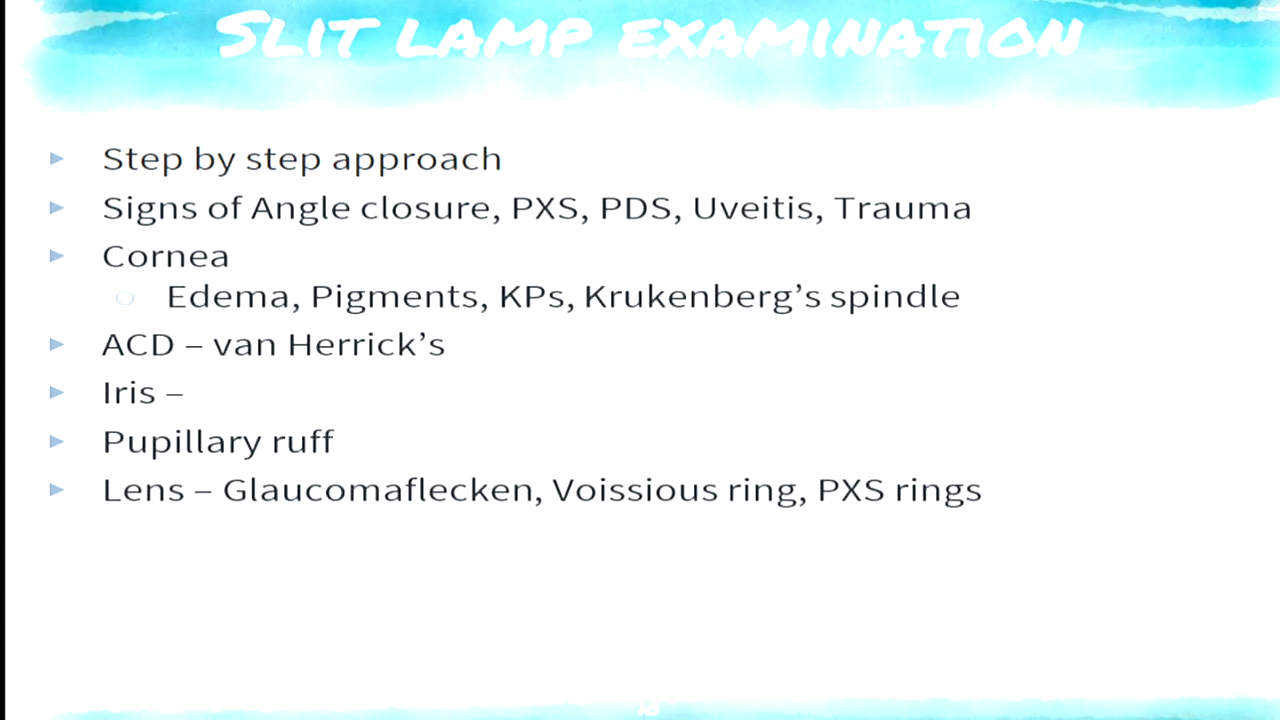 SLIT LAMP EXAMINATION
Step by step approach
Signs of Angle closure, PXS, PDS, Uveitis, Trauma
Cornea
Edema, Pigments, KPs, Krukenberg's spindle
ACD – van Herrick's
Iris –
Pupillary ruff
Lens – Glaucomaflecken, Voissious ring, PXS rings